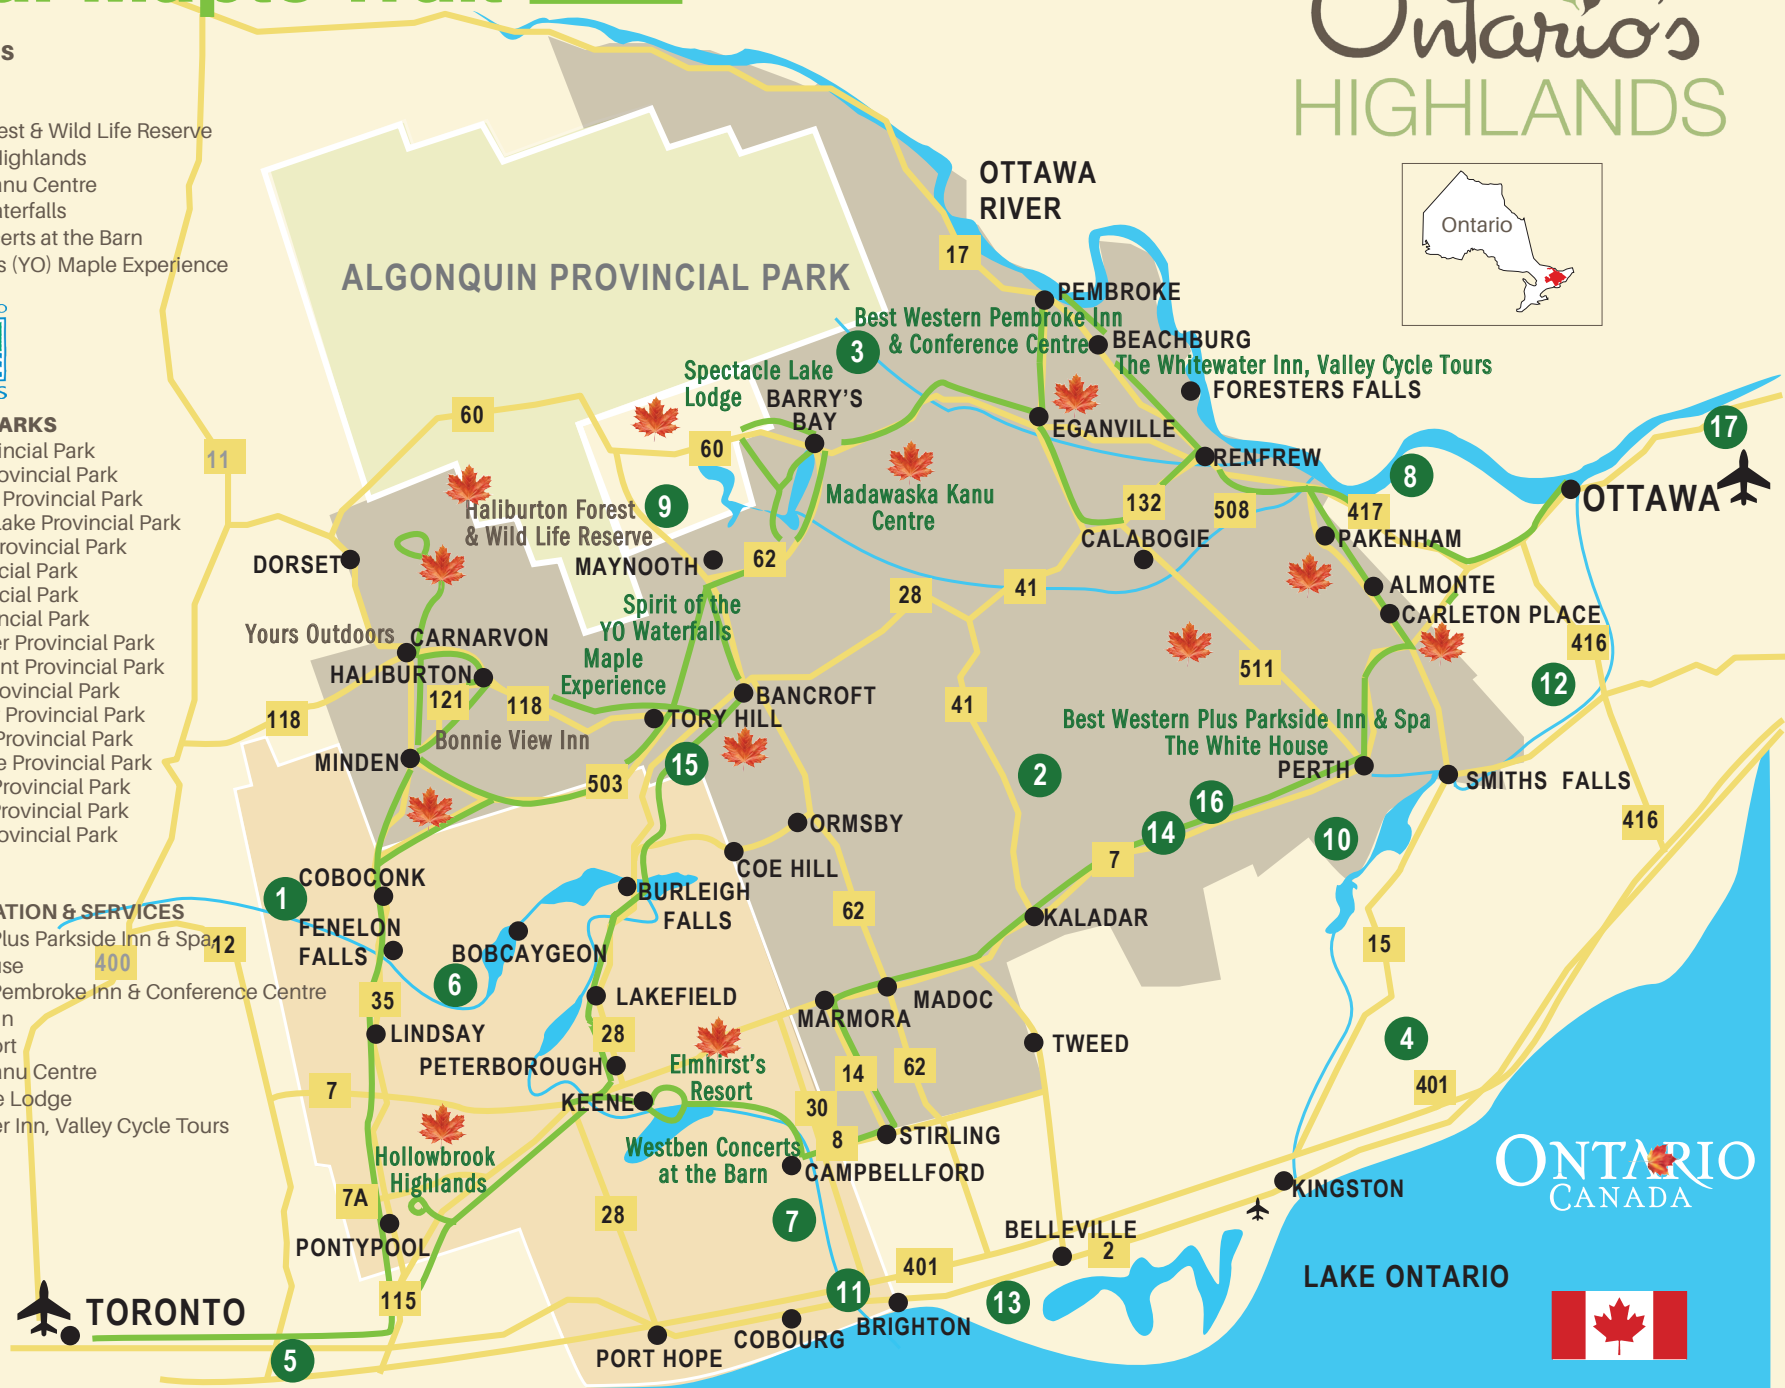 Ontario's
HIGHLANDS
Ontario
est & Wild Life Reserve
Highlands
anu Centre
aterfalls
erts at the Barn
s (YO) Maple Experience
ARKS
incial Park
ovincial Park
Provincial Park
Lake Provincial Park
rovincial Park
cial Park
cial Park
ncial Park
er Provincial Park
nt Provincial Park
ovincial Park
Provincial Park
Provincial Park
e Provincial Park
Provincial Park
Provincial Park
ovincial Park
ATION & SERVICES
Plus Parkside Inn & Spa
use
Pembroke Inn & Conference Centre
n
ort
anu Centre
e Lodge
er Inn, Valley Cycle Tours
OTTAWA
RIVER
17
ALGONQUIN PROVINCIAL PARK
PEMBROKE
Best Western Pembroke Inn
& Conference Centre
3
BEACHBURG
The Whitewater Inn, Valley Cycle Tours
FORESTERS FALLS
Spectacle Lake
Lodge
BARRY'S
BAY
60
60
11
EGANVILLE
RENFREW
17
8
OTTAWA
Madawaska Kanu
Centre
132
508
417
Haliburton Forest
& Wild Life Reserve
9
DORSET
MAYNOOTH
62
CALABOGIE
PAKENHAM
28
41
ALMONTE
CARLETON PLACE
416
Spirit of the
YO Waterfalls
Maple
Experience
Yours Outdoors
CARNARVON
HALIBURTON
121
118
118
BANCROFT
TORY HILL
41
511
12
Best Western Plus Parkside Inn & Spa
The White House
PERTH
SMITHS FALLS
Bonnie View Inn
MINDEN
503
15
2
16
14
10
416
ORMSBY
COE HILL
7
COBOCONK
1
BURLEIGH
FALLS
62
KALADAR
FENELON
FALLS
BOBCAYGEON
12
400
15
6
35
LAKEFIELD
MADOC
MARMORA
LINDSAY
28
TWEED
4
PETERBOROUGH
Elmhirst's
Resort
14
62
401
7
KEENE
30
8
STIRLING
Westben Concerts
at the Barn
CAMPBELLFORD
Hollowbrook
Highlands
7A
28
7
KINGSTON
PONTYPOOL
BELLEVILLE
2
401
115
11
13
TORONTO
5
COBOURG
BRIGHTON
PORT HOPE
LAKE ONTARIO
ONTARIO
CANADA